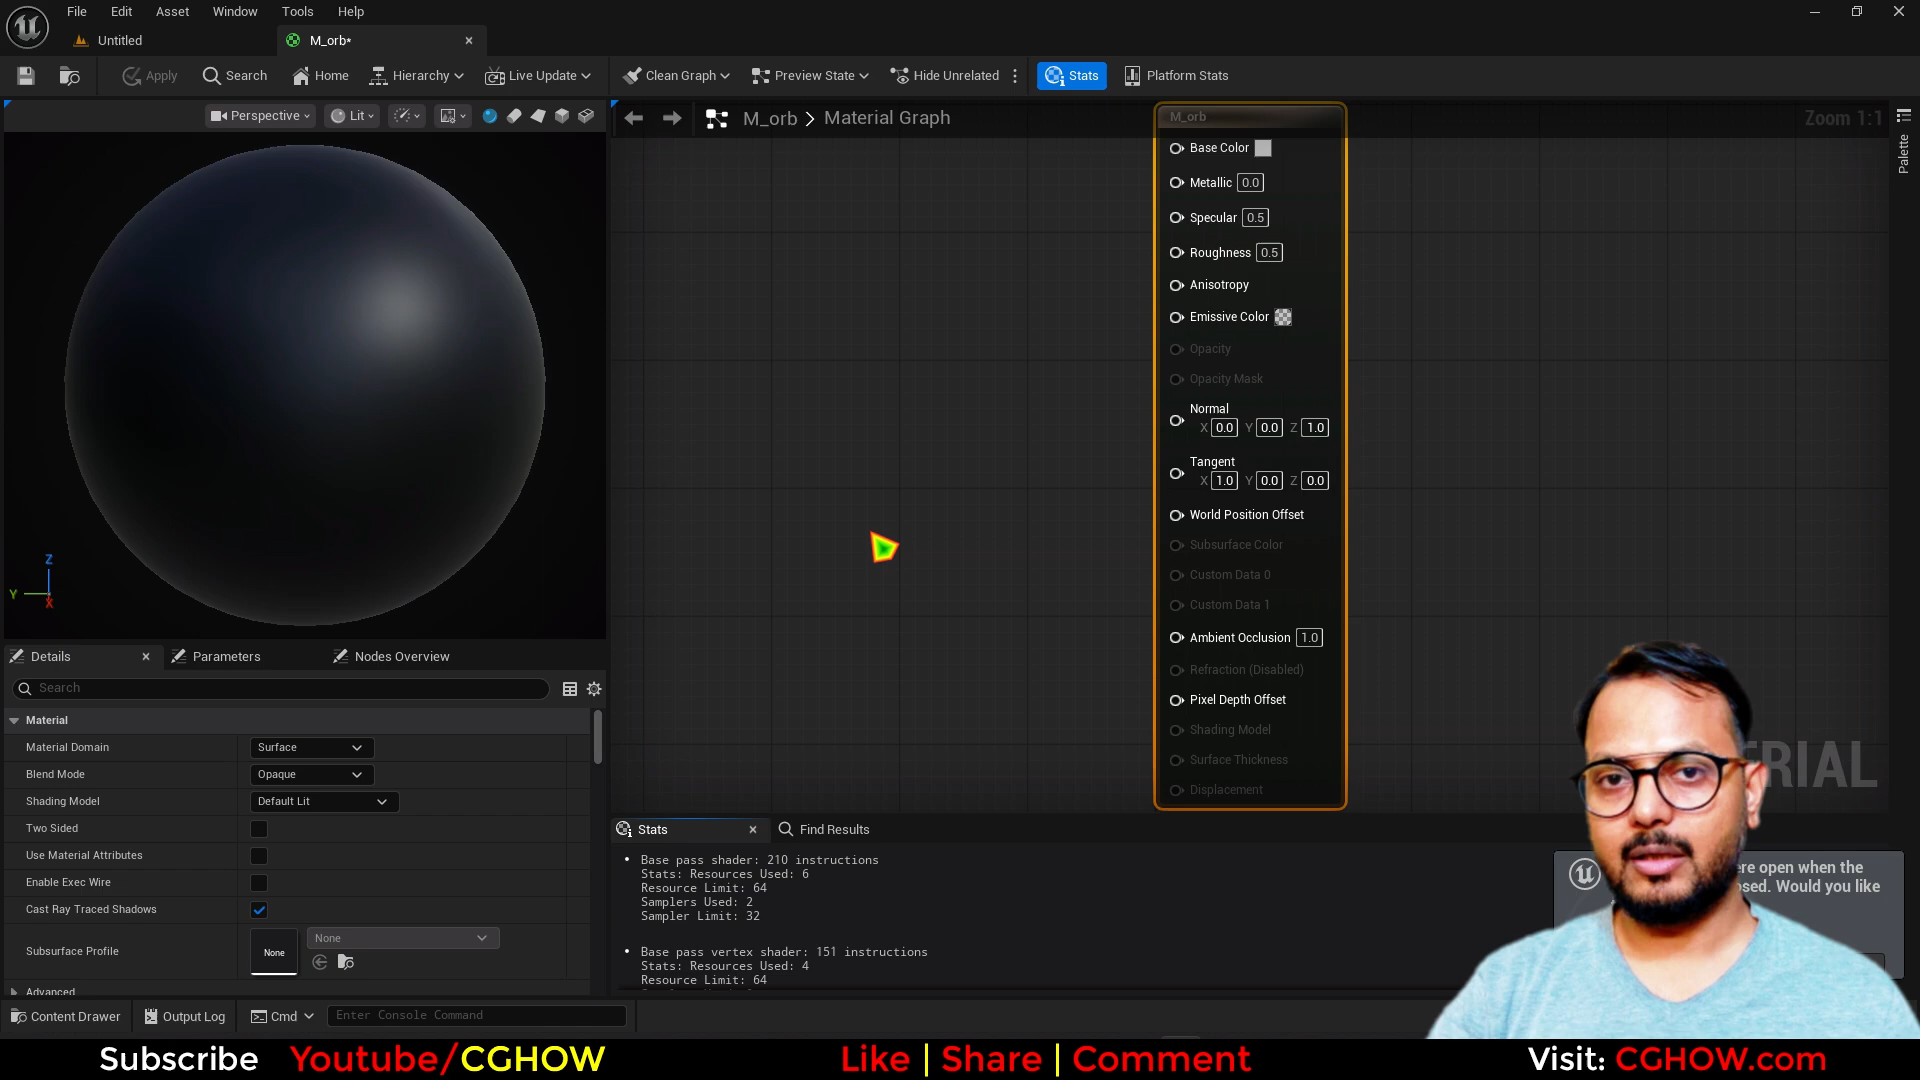 File Edit Asset Window Tools Help
Untitled
M_orb*
Apply Search Home Hierarchy Live Update Clean Graph Preview State Hide Unrelated Stats Platform Stats
Perspective Lit
M_orb > Material Graph
Zoom 1:1
Palette
M_orb
Base Color
Metallic 0.0
Specular 0.5
Roughness 0.5
Anisotropy
Emissive Color
Opacity
Opacity Mask
Normal
X 0.0 Y 0.0 Z 1.0
Tangent
X 1.0 Y 0.0 Z 0.0
World Position Offset
Subsurface Color
Custom Data 0
Custom Data 1
Ambient Occlusion 1.0
Refraction (Disabled)
Pixel Depth Offset
Shading Model
Surface Thickness
Displacement
Z
Y
X
Details Parameters Nodes Overview
Search
Material
Material Domain Surface
Blend Mode Opaque
Shading Model Default Lit
Two Sided
Use Material Attributes
Enable Exec Wire
Cast Ray Traced Shadows
Subsurface Profile None None
Advanced
Stats Find Results
Base pass shader: 210 instructions
Stats: Resources Used: 6
Resource Limit: 64
Samplers Used: 2
Sampler Limit: 32
Base pass vertex shader: 151 instructions
Stats: Resources Used: 4
Resource Limit: 64
open when the
Would you like
Content Drawer Output Log Cmd Enter Console Command
Subscribe Youtube/CGHOW Like | Share | Comment Visit: CGHOW.com